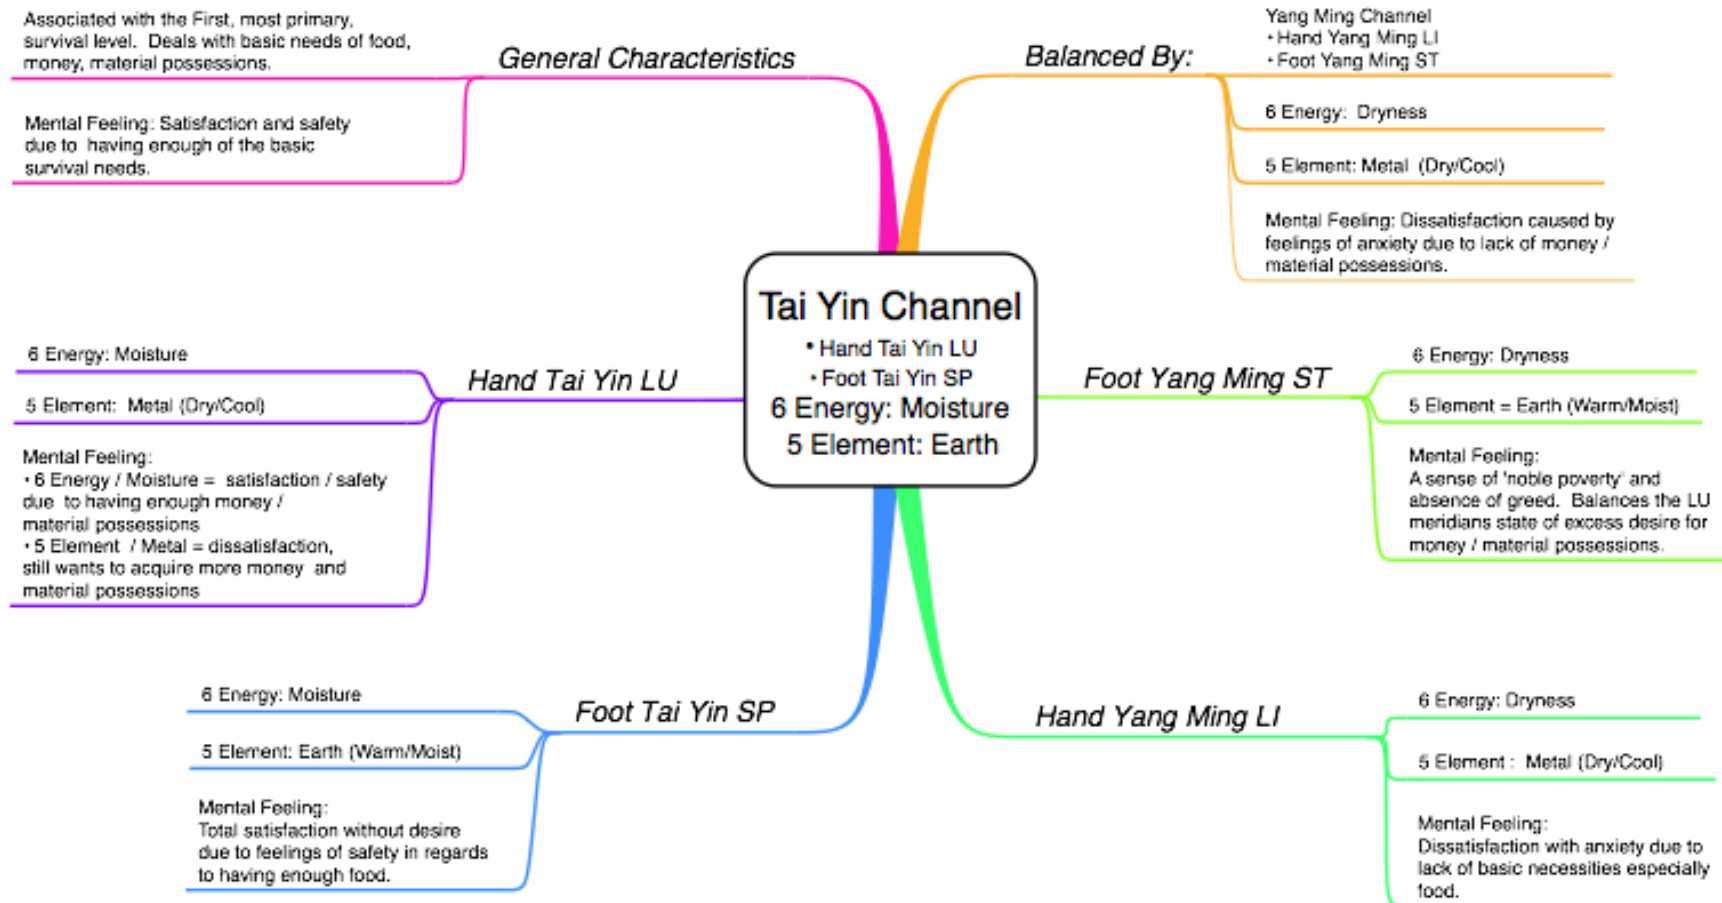 Associated with the First, most primary,
survival level.  Deals with basic needs of food,
money, material possessions.
General Characteristics
Mental Feeling: Satisfaction and safety
due to  having enough of the basic
survival needs.
Balanced By:
Yang Ming Channel
• Hand Yang Ming LI
• Foot Yang Ming ST
6 Energy:  Dryness
5 Element: Metal  (Dry/Cool)
Mental Feeling: Dissatisfaction caused by
feelings of anxiety due to lack of money /
material possessions.
Tai Yin Channel
• Hand Tai Yin LU
• Foot Tai Yin SP
6 Energy: Moisture
5 Element: Earth
Hand Tai Yin LU
6 Energy: Moisture
5 Element:  Metal (Dry/Cool)
Mental Feeling:
• 6 Energy / Moisture =  satisfaction / safety
due  to having enough money /
material possessions
• 5 Element  / Metal = dissatisfaction,
still wants to acquire more money  and
material possessions
Foot Yang Ming ST
6 Energy: Dryness
5 Element = Earth (Warm/Moist)
Mental Feeling:
A sense of 'noble poverty' and
absence of greed.  Balances the LU
meridians state of excess desire for
money / material possessions.
Foot Tai Yin SP
6 Energy: Moisture
5 Element: Earth (Warm/Moist)
Mental Feeling:
Total satisfaction without desire
due to feelings of safety in regards
to having enough food.
Hand Yang Ming LI
6 Energy: Dryness
5 Element :  Metal (Dry/Cool)
Mental Feeling:
Dissatisfaction with anxiety due to
lack of basic necessities especially
food.